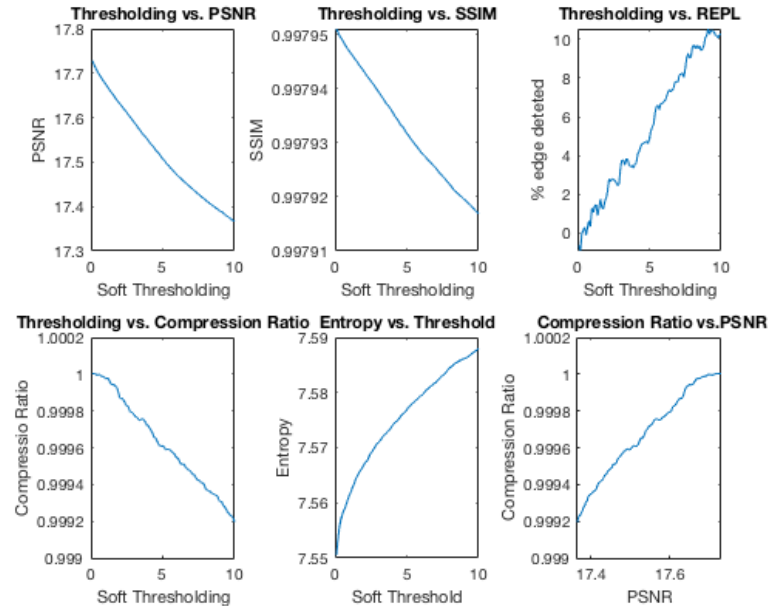 Thresholding vs. PSNR
17.8
17.7
17.6
17.5
17.4
17.3
PSNR
0 5 10
Soft Thresholding
Thresholding vs. SSIM
0.99795
0.99794
0.99793
0.99792
0.99791
SSIM
0 5 10
Soft Thresholding
Thresholding vs. REPL
10
8
6
4
2
0
% edge deteted
0 5 10
Soft Thresholding
Thresholding vs. Compression Ratio
1.0002
1
0.9998
0.9996
0.9994
0.9992
0.999
Compressio Ratio
0 5 10
Soft Thresholding
Entropy vs. Threshold
7.59
7.58
7.57
7.56
7.55
Entropy
0 5 10
Soft Threshold
Compression Ratio vs.PSNR
1.0002
1
0.9998
0.9996
0.9994
0.9992
0.999
Compression Ratio
17.4 17.6
PSNR